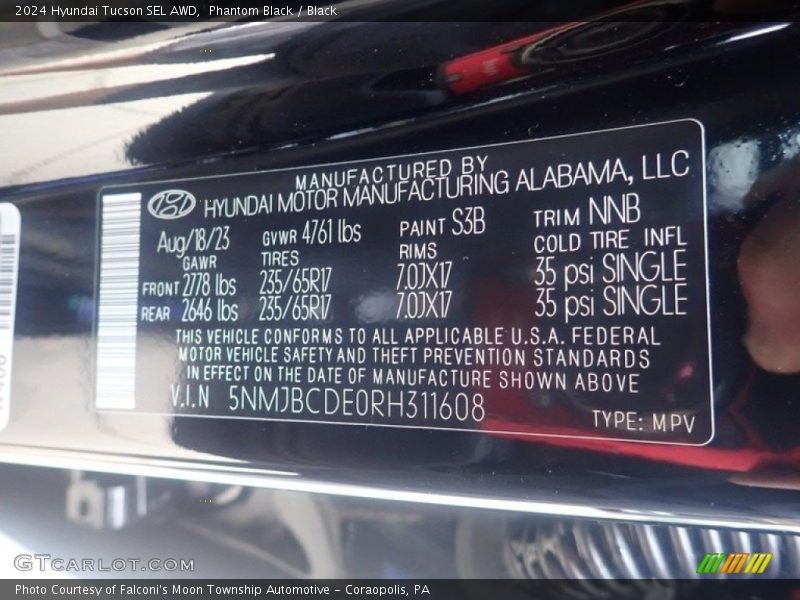 2024 Hyundai Tucson SEL AWD, Phantom Black / Black
MANUFACTURED BY
HYUNDAI MOTOR MANUFACTURING ALABAMA, LLC
Aug/18/23 GVWR 4761 lbs PAINT S3B TRIM NNB
GAWR TIRES RIMS COLD TIRE INFL
FRONT 2778 lbs 235/65R17 7.0JX17 35 psi SINGLE
REAR 2646 lbs 235/65R17 7.0JX17 35 psi SINGLE
THIS VEHICLE CONFORMS TO ALL APPLICABLE U.S.A. FEDERAL
MOTOR VEHICLE SAFETY AND THEFT PREVENTION STANDARDS
IN EFFECT ON THE DATE OF MANUFACTURE SHOWN ABOVE
V.I.N 5NMJBCDE0RH311608
TYPE: MPV
GTCARLOT.COM
Photo Courtesy of Falconi's Moon Township Automotive - Coraopolis, PA